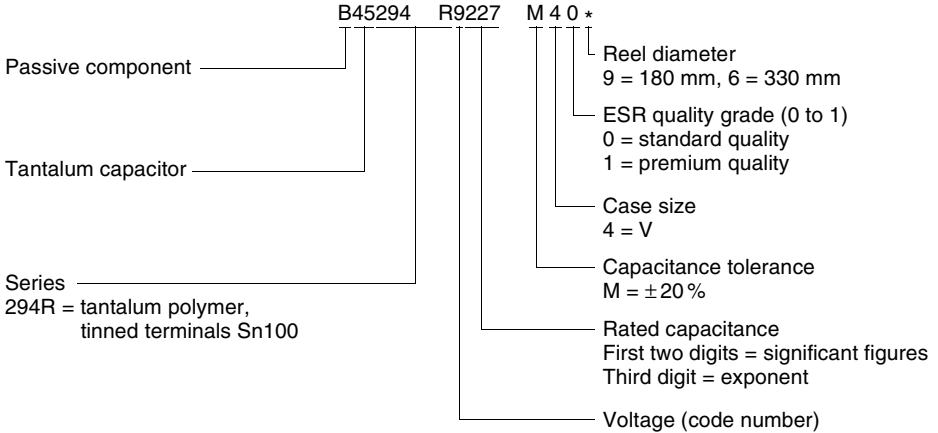 B45294 R9227 M 4 0 *
Passive component
Tantalum capacitor
Series
294R = tantalum polymer,
tinned terminals Sn100
Reel diameter
9 = 180 mm, 6 = 330 mm
ESR quality grade (0 to 1)
0 = standard quality
1 = premium quality
Case size
4 = V
Capacitance tolerance
M = ±20 %
Rated capacitance
First two digits = significant figures
Third digit = exponent
Voltage (code number)